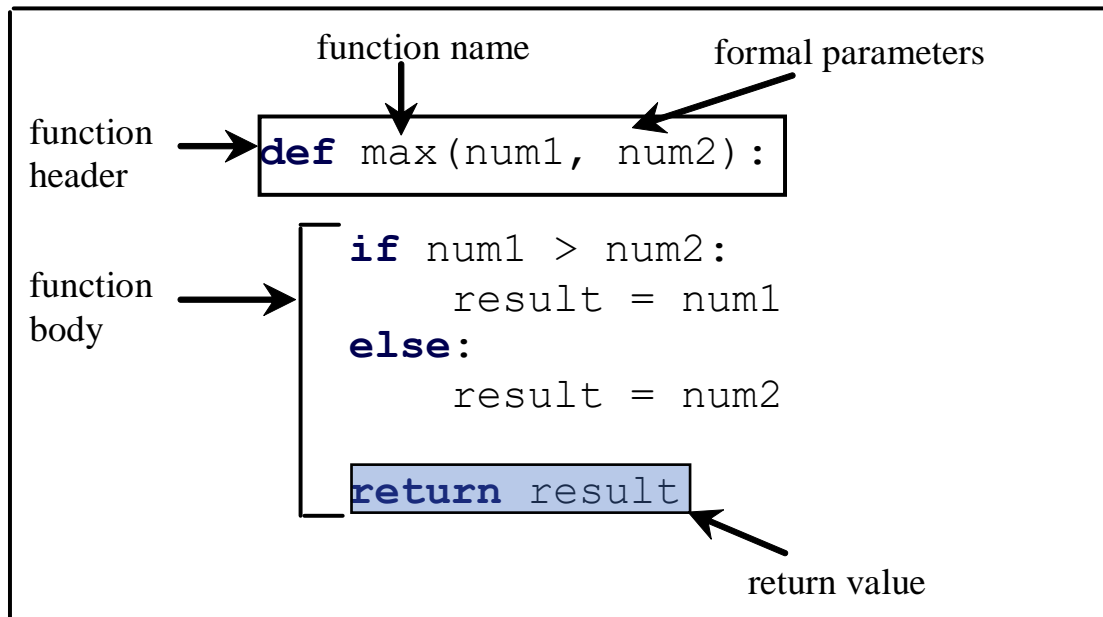 function name
formal parameters
function
header
def max(num1, num2):
if num1 > num2:
function
body
result = num1
else:
result = num2
return result
return value